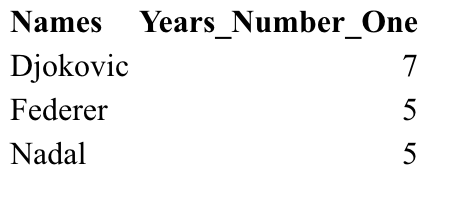 Names Years_Number_One
Djokovic 7
Federer 5
Nadal 5